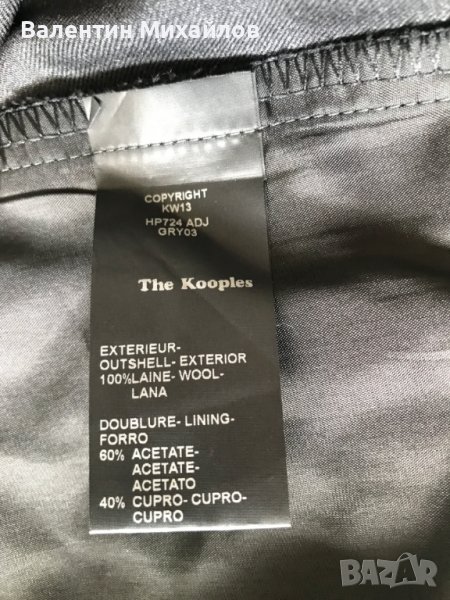 Валентин Михайлов
COPYRIGHT
KW13
HP724 ADJ
GRY03
The Kooples
EXTERIEUR-
OUTSHELL- EXTERIOR
100%LAINE- WOOL-
LANA
DOUBLURE- LINING-
FORRO
60% ACETATE-
ACETATE-
ACETATO
40% CUPRO- CUPRO-
CUPRO
BAZAR